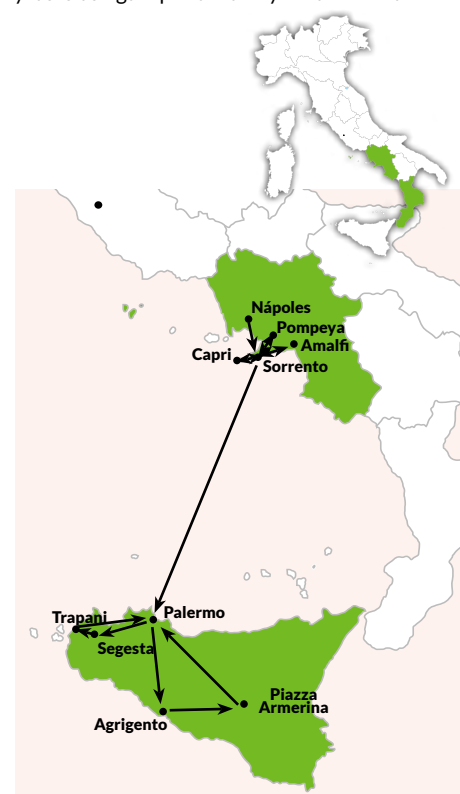 Nápoles
Pompeya
Amalfi
Capri
Sorrento
Palermo
Trapani
Segesta
Piazza
Armerina
Agrigento